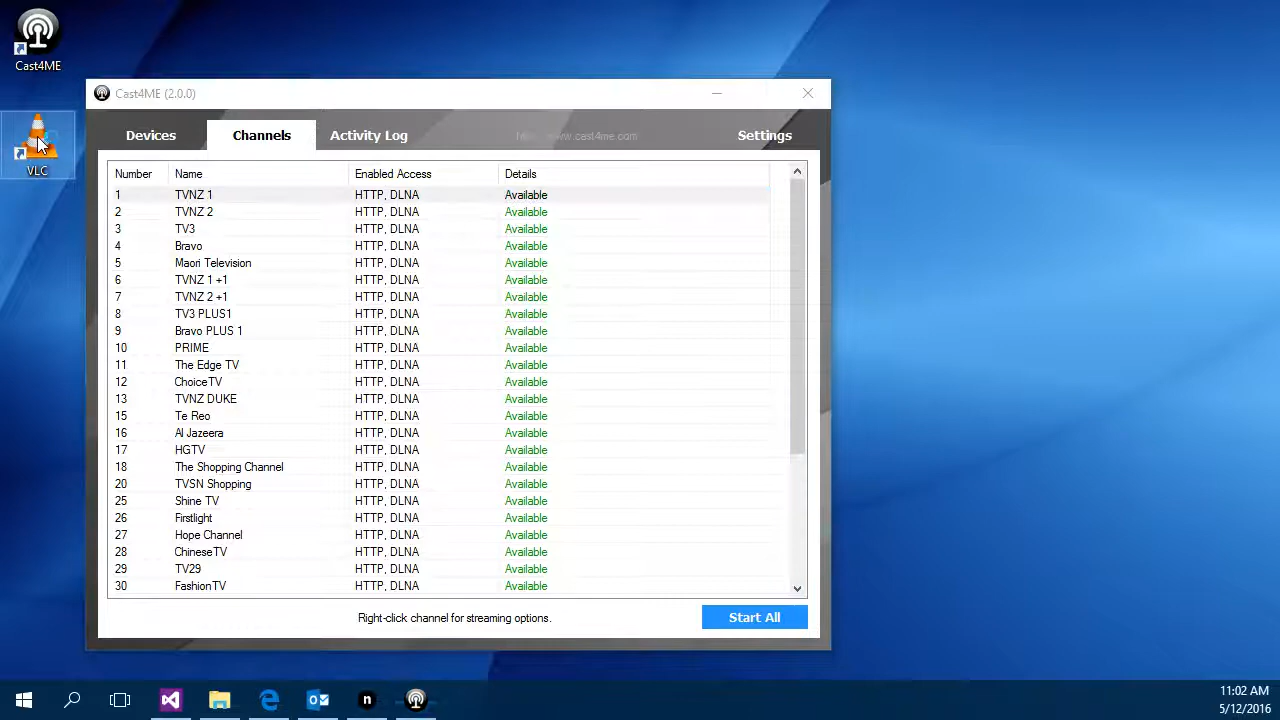 Cast4ME
VLC
Cast4ME (2.0.0)
Devices
Channels
Activity Log
www.cast4me.com
Settings
Number Name Enabled Access Details
1 TVNZ 1 HTTP, DLNA Available
2 TVNZ 2 HTTP, DLNA Available
3 TV3 HTTP, DLNA Available
4 Bravo HTTP, DLNA Available
5 Maori Television HTTP, DLNA Available
6 TVNZ 1 +1 HTTP, DLNA Available
7 TVNZ 2 +1 HTTP, DLNA Available
8 TV3 PLUS1 HTTP, DLNA Available
9 Bravo PLUS 1 HTTP, DLNA Available
10 PRIME HTTP, DLNA Available
11 The Edge TV HTTP, DLNA Available
12 ChoiceTV HTTP, DLNA Available
13 TVNZ DUKE HTTP, DLNA Available
15 Te Reo HTTP, DLNA Available
16 Al Jazeera HTTP, DLNA Available
17 HGTV HTTP, DLNA Available
18 The Shopping Channel HTTP, DLNA Available
20 TVSN Shopping HTTP, DLNA Available
25 Shine TV HTTP, DLNA Available
26 Firstlight HTTP, DLNA Available
27 Hope Channel HTTP, DLNA Available
28 ChineseTV HTTP, DLNA Available
29 TV29 HTTP, DLNA Available
30 FashionTV HTTP, DLNA Available
Right-click channel for streaming options.
Start All
n
11:02 AM
5/12/2016